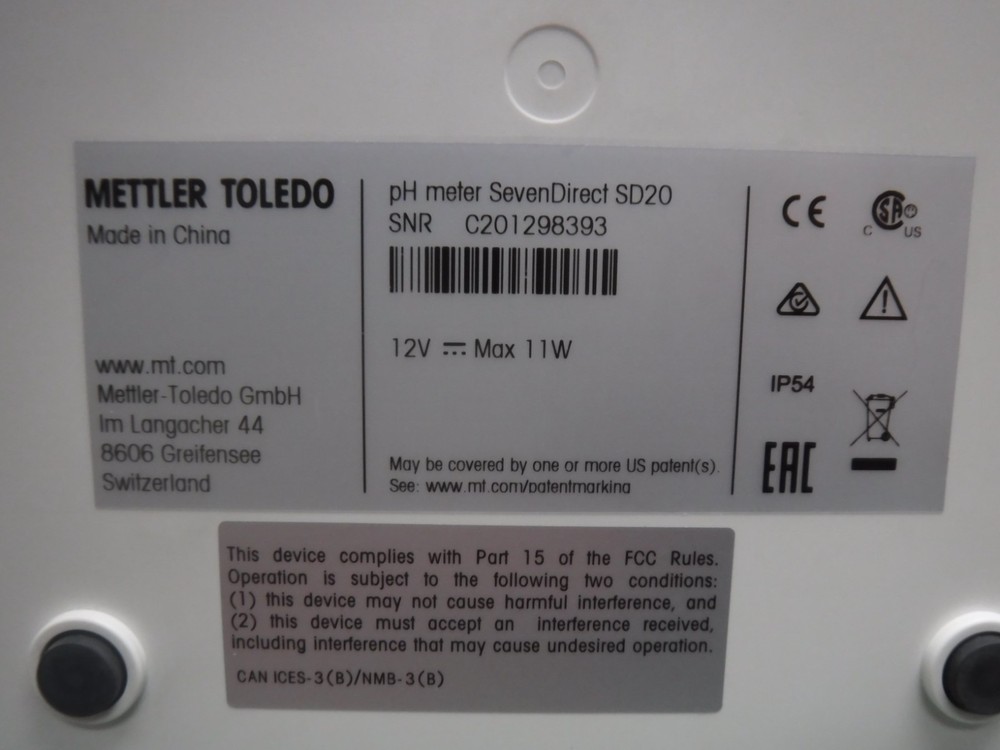 METTLER TOLEDO
Made in China
www.mt.com
Mettler-Toledo GmbH
Im Langacher 44
8606 Greifensee
Switzerland
pH meter SevenDirect SD20
SNR C201298393
12V ⎓ Max 11W
May be covered by one or more US patent(s).
See: www.mt.com/patentmarking
CE
SA
C US
IP54
EAC
This device complies with Part 15 of the FCC Rules.
Operation is subject to the following two conditions:
(1) this device may not cause harmful interference, and
(2) this device must accept an interference received,
including interference that may cause undesired operation.
CAN ICES-3(B)/NMB-3(B)